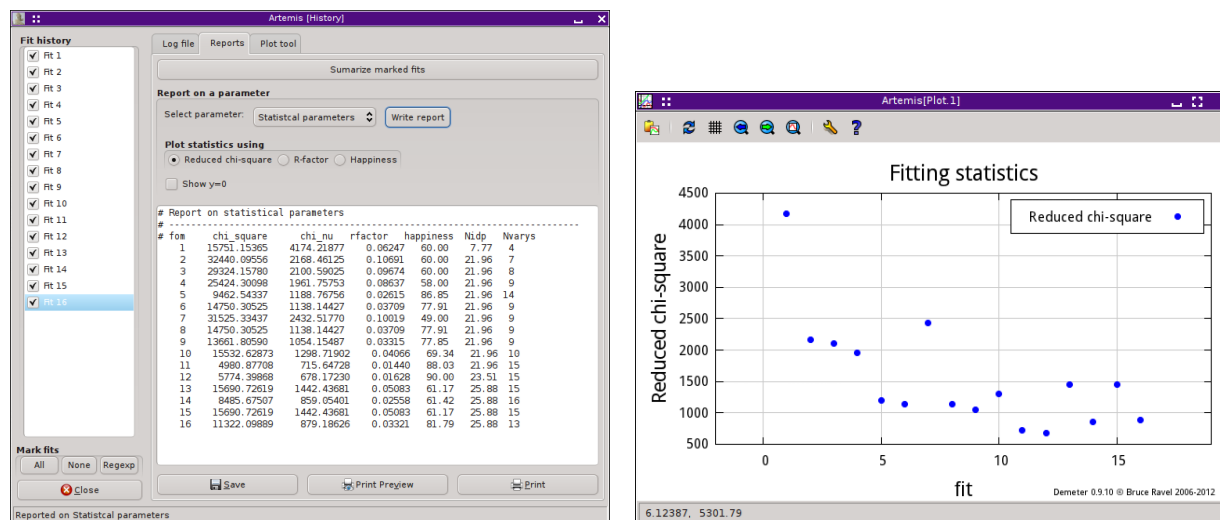 Artemis [History]
Fit history
Fit 1
Fit 2
Fit 3
Fit 4
Fit 5
Fit 6
Fit 7
Fit 8
Fit 9
Fit 10
Fit 11
Fit 12
Fit 13
Fit 14
Fit 15
Fit 16
Mark fits
All None Regexp
Close
Log file Reports Plot tool
Sumarize marked fits
Report on a parameter
Select parameter: Statistcal parameters Write report
Plot statistics using
Reduced chi-square R-factor Happiness
Show y=0
# Report on statistical parameters
# --------------------------------------------------------------------------
# fom chi_square chi_nu rfactor happiness Nidp Nvarys
1 15751.15365 4174.21877 0.06247 60.00 7.77 4
2 32440.09556 2168.46125 0.10691 60.00 21.96 7
3 29324.15780 2100.59025 0.09674 60.00 21.96 8
4 25424.30098 1961.75753 0.08637 58.00 21.96 9
5 9462.54337 1188.76756 0.02615 86.85 21.96 14
6 14750.30525 1138.14427 0.03709 77.91 21.96 9
7 31525.33437 2432.51770 0.10019 49.00 21.96 9
8 14750.30525 1138.14427 0.03709 77.91 21.96 9
9 13661.80590 1054.15487 0.03315 77.85 21.96 9
10 15532.62873 1298.71902 0.04066 69.34 21.96 10
11 4980.87708 715.64728 0.01440 88.03 21.96 15
12 5774.39868 678.17230 0.01628 90.00 23.51 15
13 15690.72619 1442.43681 0.05083 61.17 25.88 15
14 8485.67507 859.05401 0.02558 61.42 25.88 16
15 15690.72619 1442.43681 0.05083 61.17 25.88 15
16 11322.09889 879.18626 0.03321 81.79 25.88 13
Save Print Preview Print
Reported on Statistcal parameters
Artemis[Plot.1]
Fitting statistics
Reduced chi-square
Reduced chi-square
4500
4000
3500
3000
2500
2000
1500
1000
500
0 5 10 15
fit
Demeter 0.9.10 © Bruce Ravel 2006-2012
6.12387, 5301.79